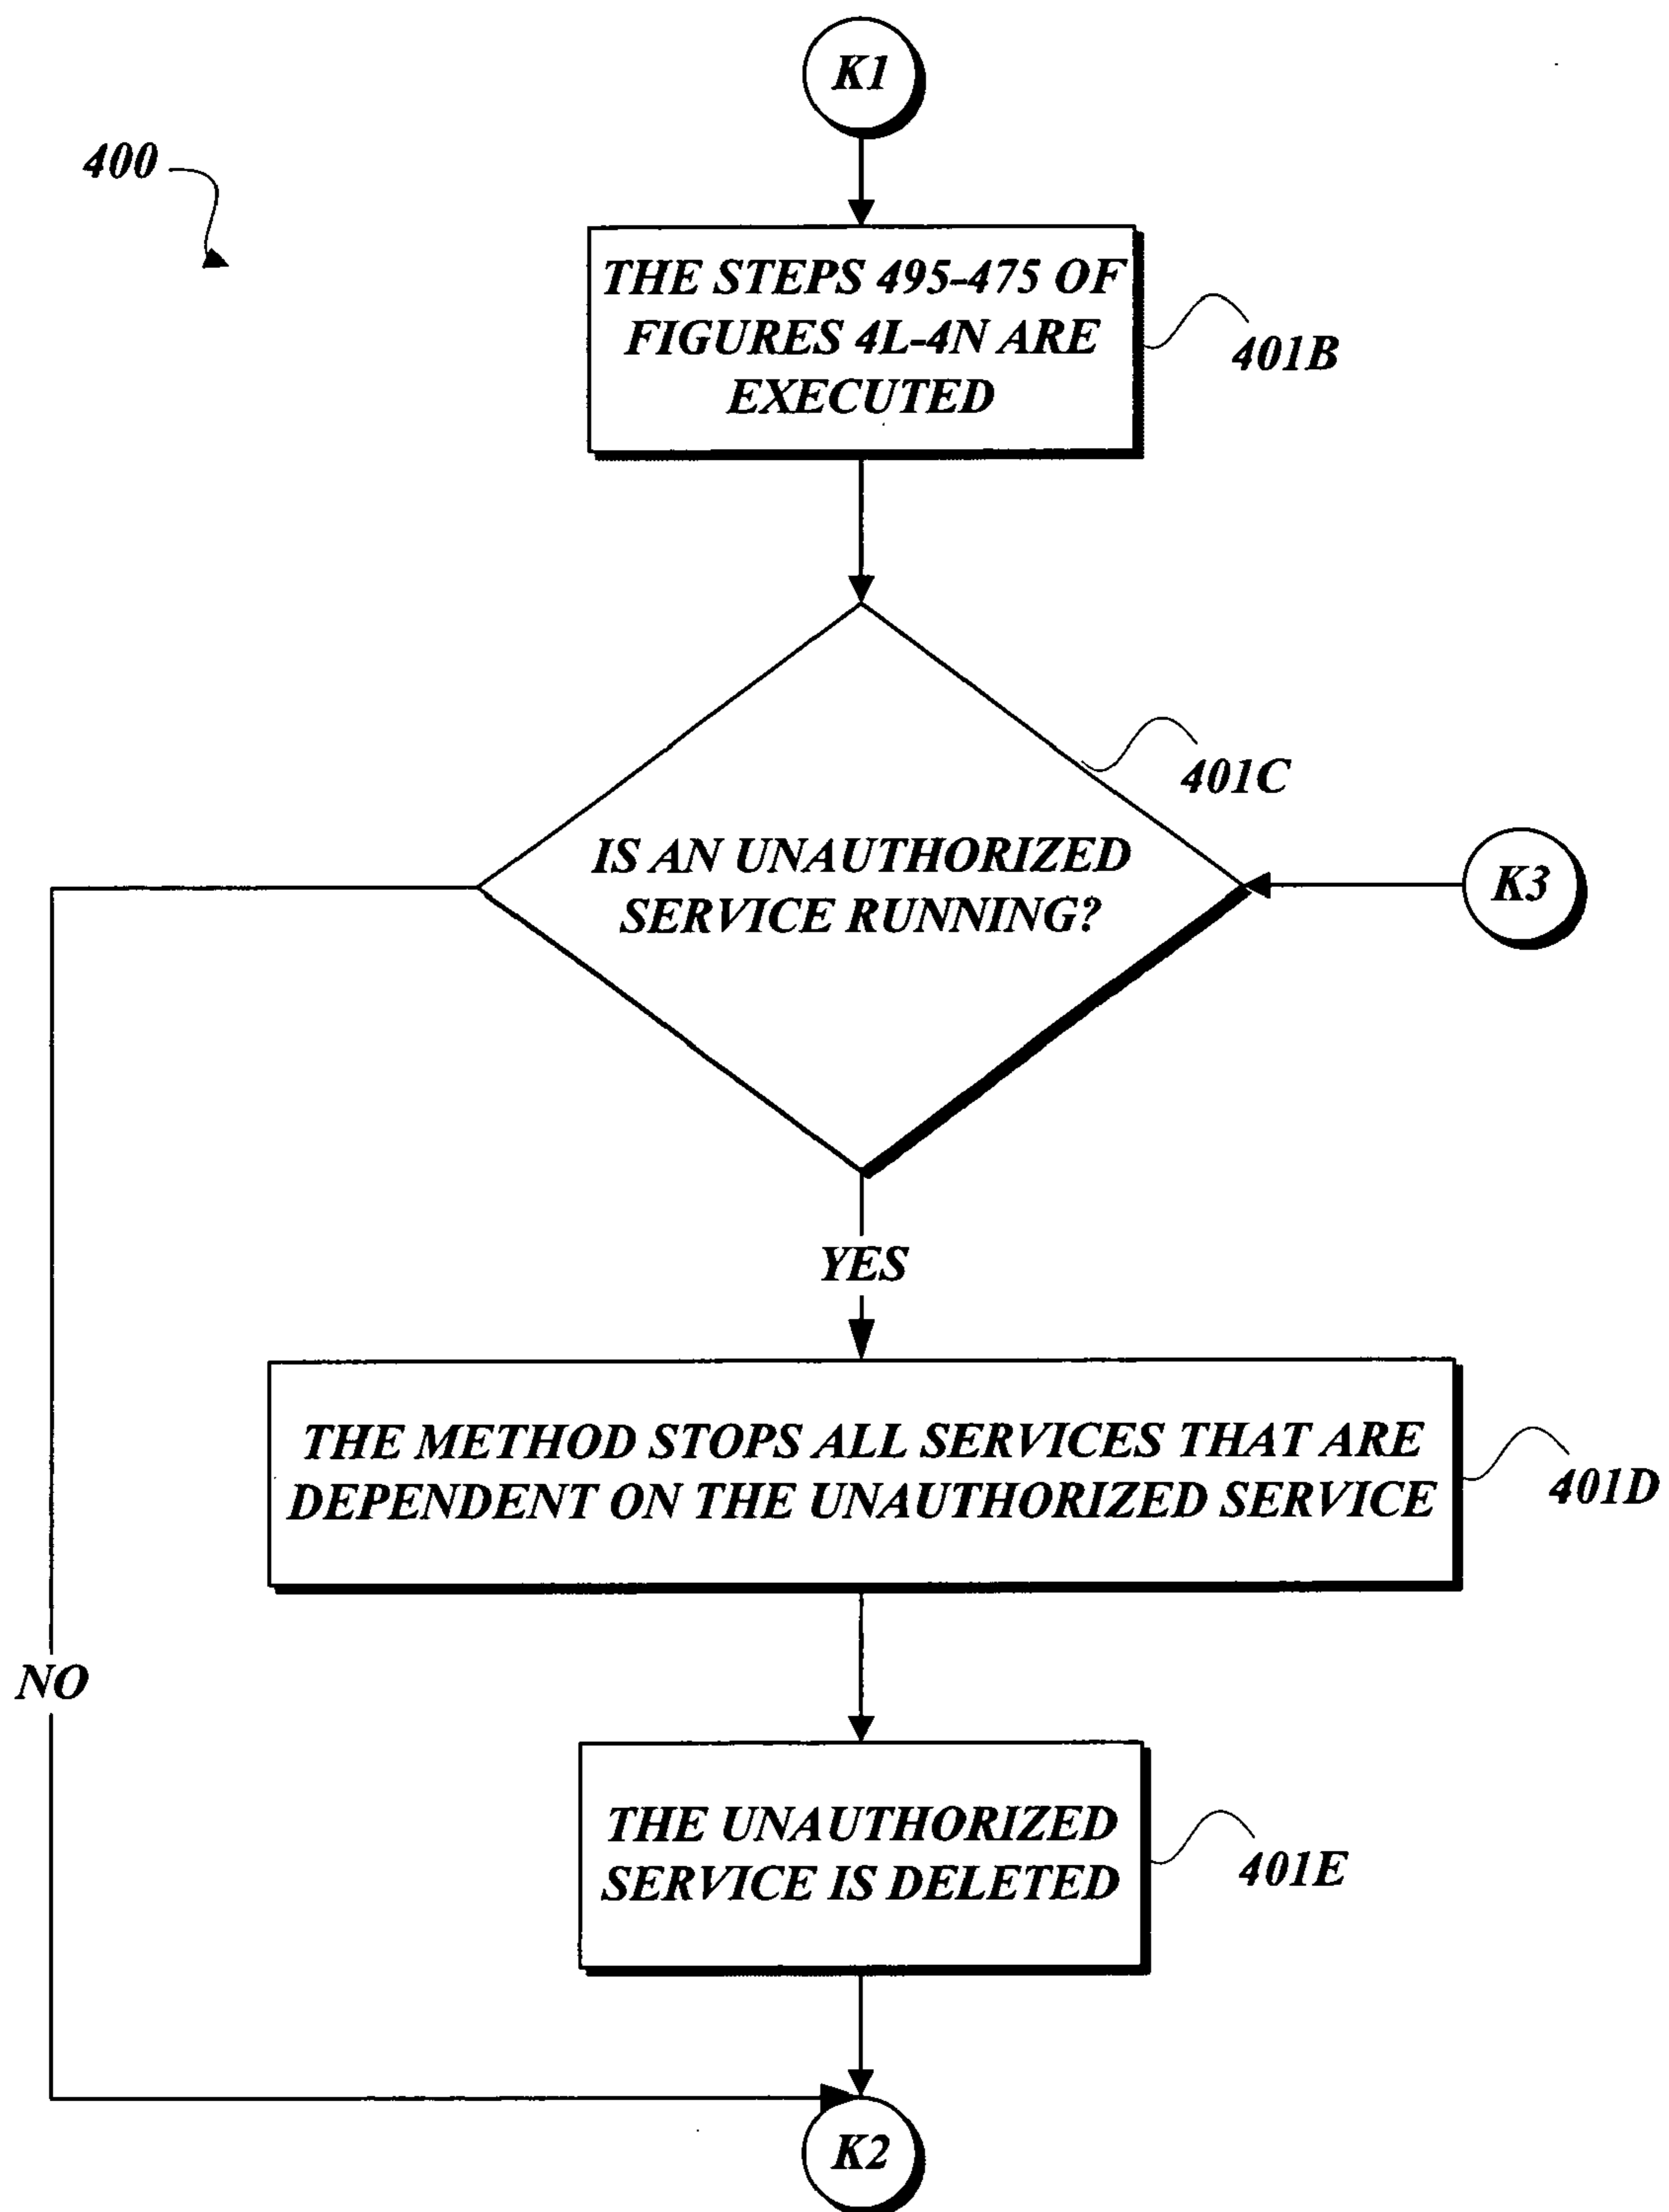 K1
400
THE STEPS 495-475 OF
FIGURES 4L-4N ARE
EXECUTED
401B
401C
IS AN UNAUTHORIZED
SERVICE RUNNING?
K3
YES
THE METHOD STOPS ALL SERVICES THAT ARE
DEPENDENT ON THE UNAUTHORIZED SERVICE
401D
NO
THE UNAUTHORIZED
SERVICE IS DELETED
401E
K2